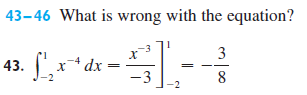 43–46 What is wrong with the equation?
43. ∫₋₂¹ x⁻⁴ dx = x⁻³/−3 ]₋₂¹ = −3/8